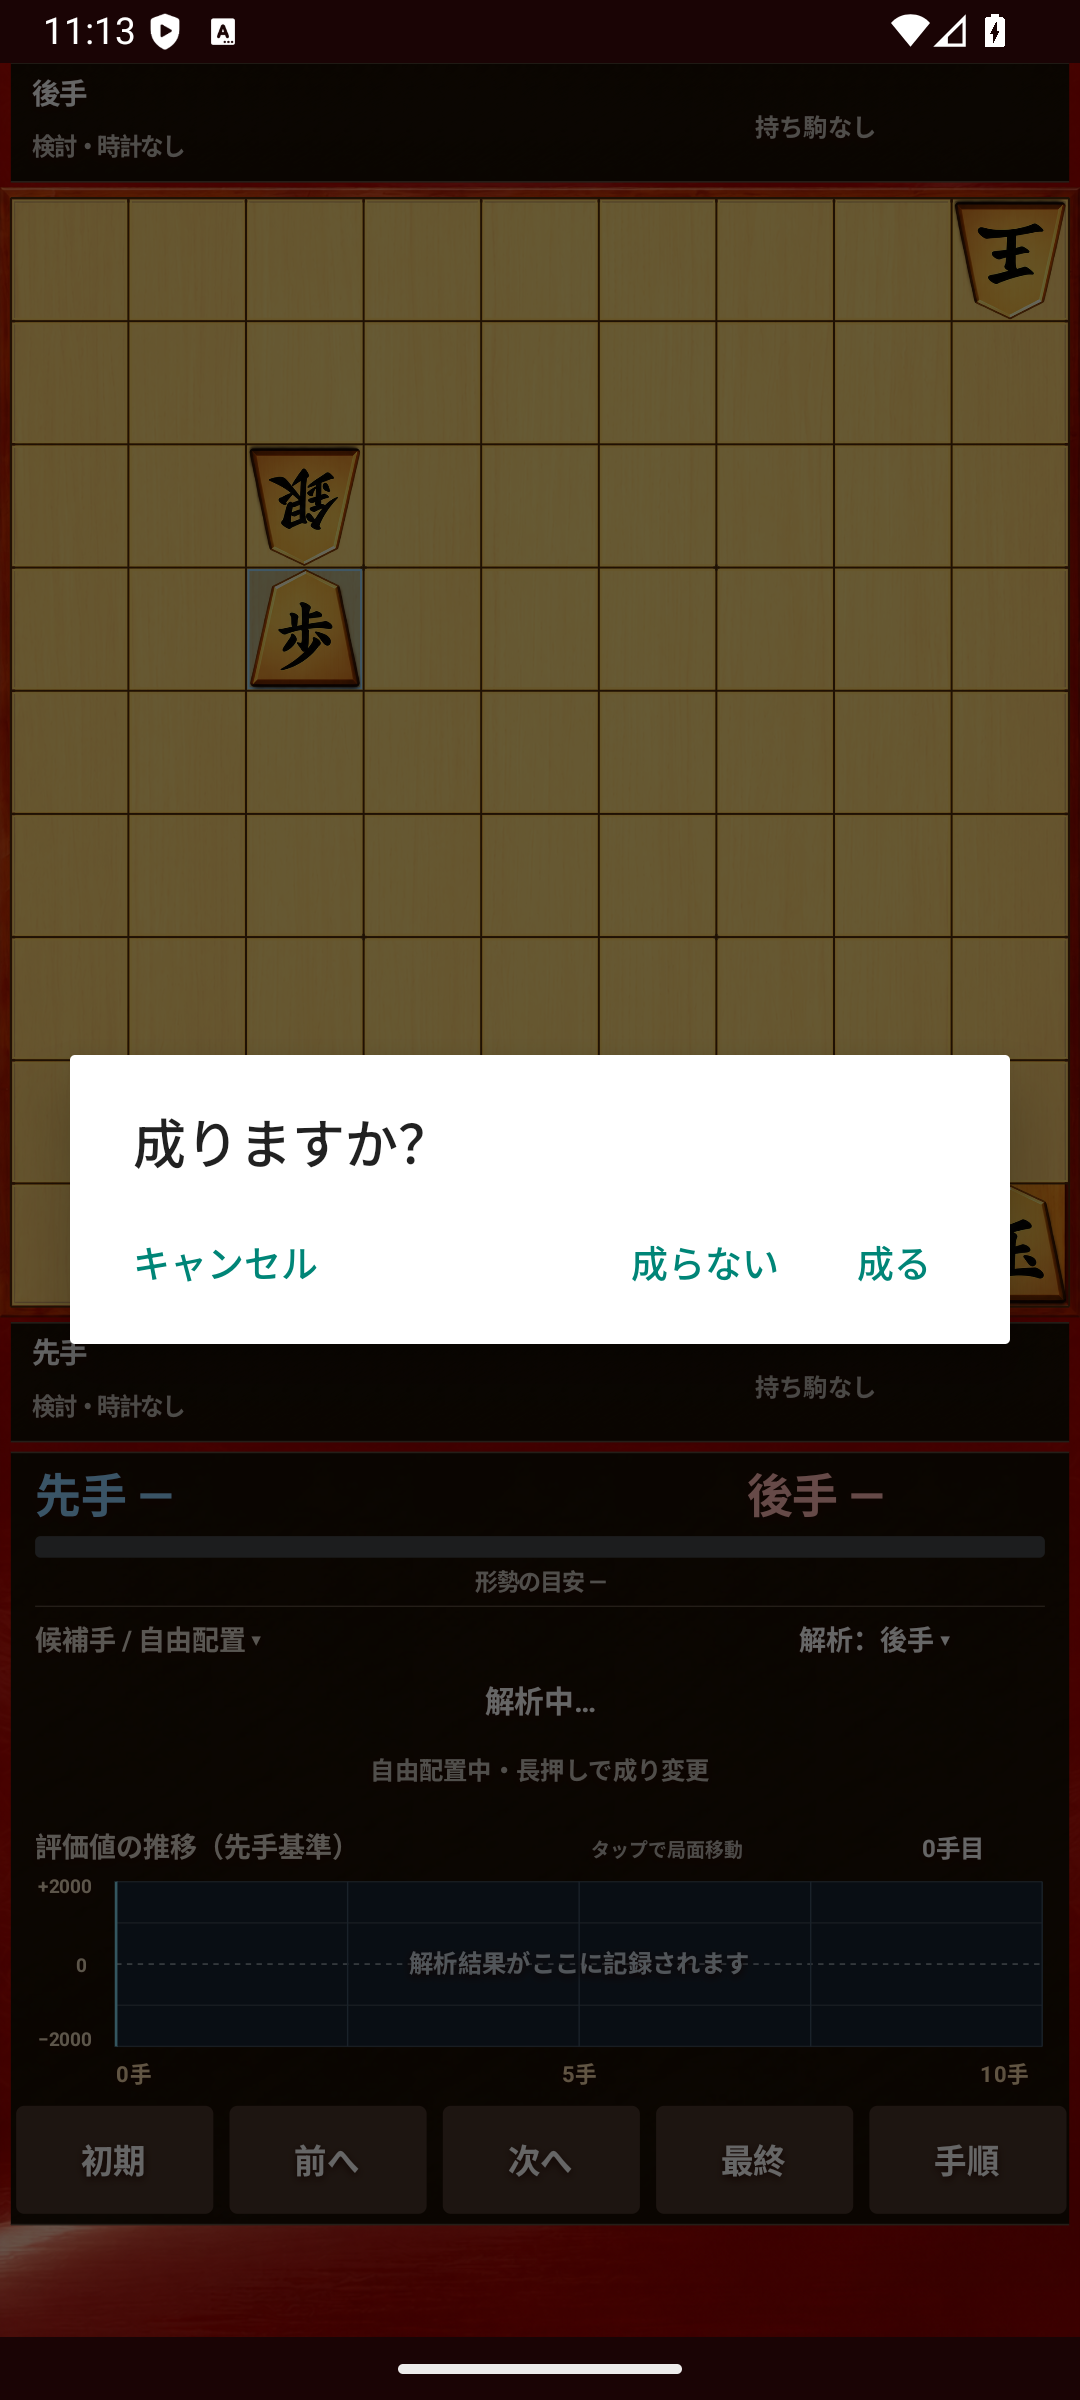 11:13
後手
検討・時計なし
持ち駒なし
王
銀
歩
成りますか?
キャンセル
成らない
成る
玉
先手
検討・時計なし
持ち駒なし
先手 –
後手 –
形勢の目安 –
候補手 / 自由配置 ▾
解析: 後手 ▾
解析中…
自由配置中・長押しで成り変更
評価値の推移（先手基準）
タップで局面移動
0手目
+2000
0
−2000
解析結果がここに記録されます
0手
5手
10手
初期
前へ
次へ
最終
手順